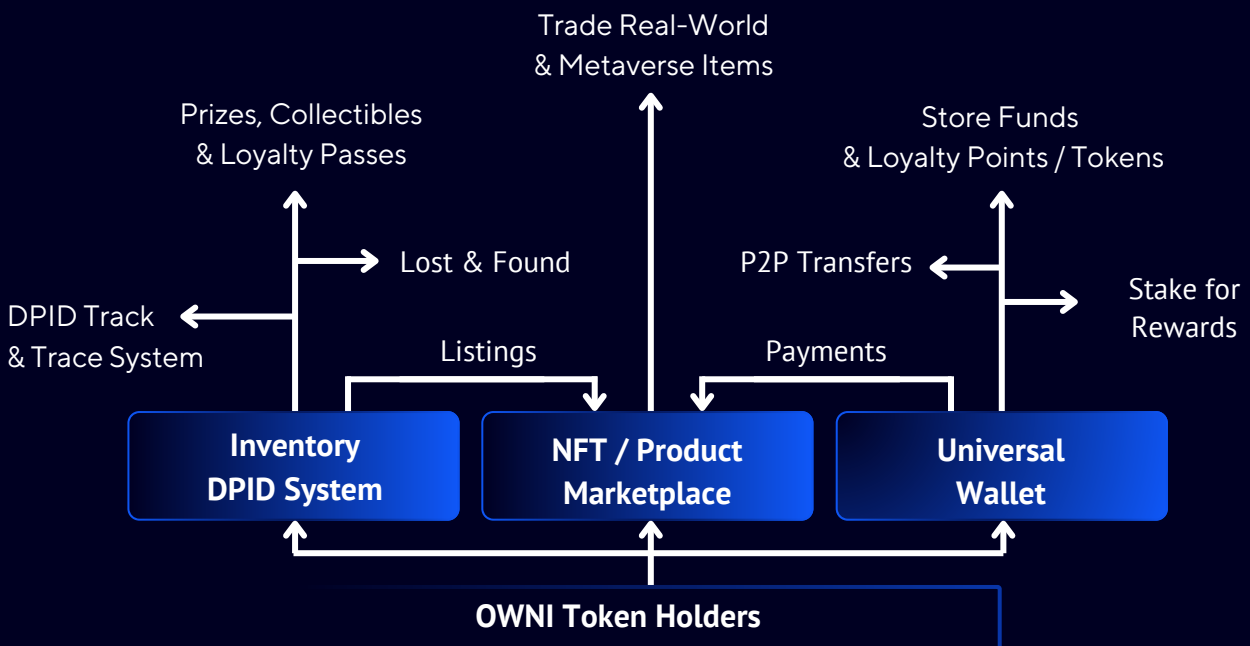 Trade Real-World
& Metaverse Items
Prizes, Collectibles
& Loyalty Passes
Store Funds
& Loyalty Points / Tokens
Lost & Found
P2P Transfers
DPID Track
& Trace System
Stake for
Rewards
Listings
Payments
Inventory
DPID System
NFT / Product
Marketplace
Universal
Wallet
OWNI Token Holders